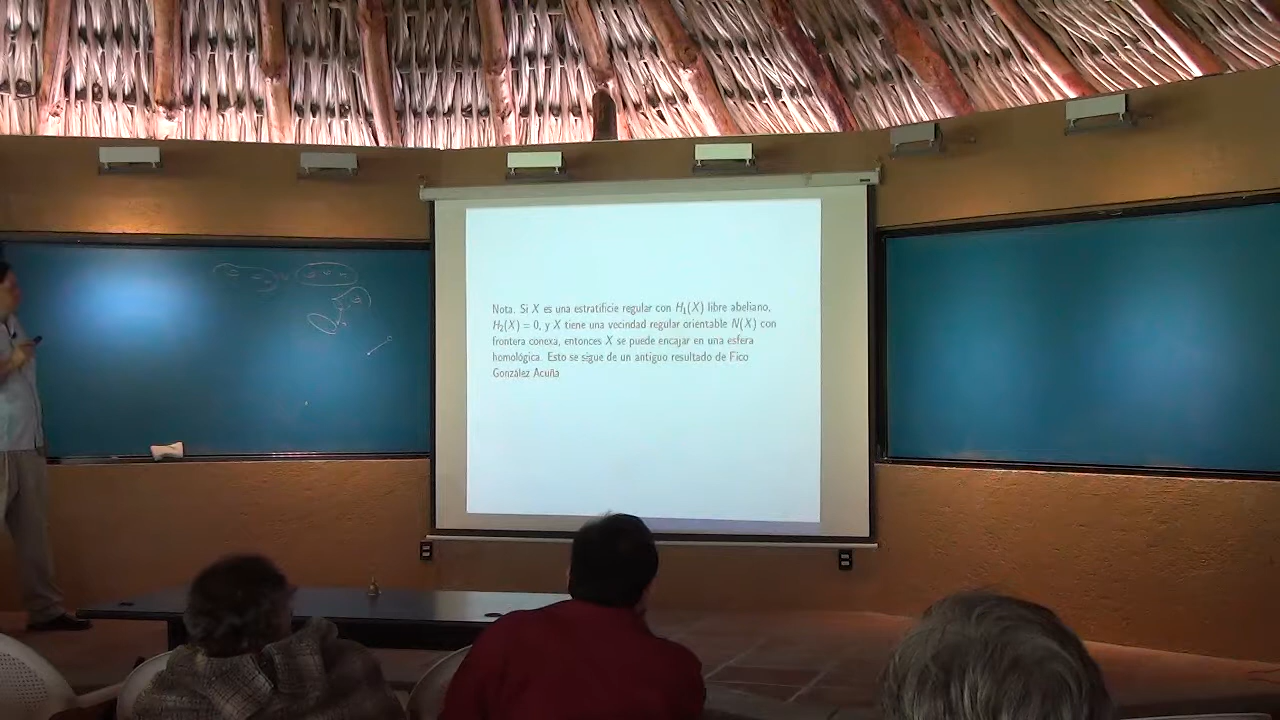 Nota. Si X es una estratificie regular con H₁(X) libre abeliano,
H₂(X) = 0, y X tiene una vecindad regular orientable N(X) con
frontera conexa, entonces X se puede encajar en una esfera
homológica. Esto se sigue de un antiguo resultado de Fico
González Acuña